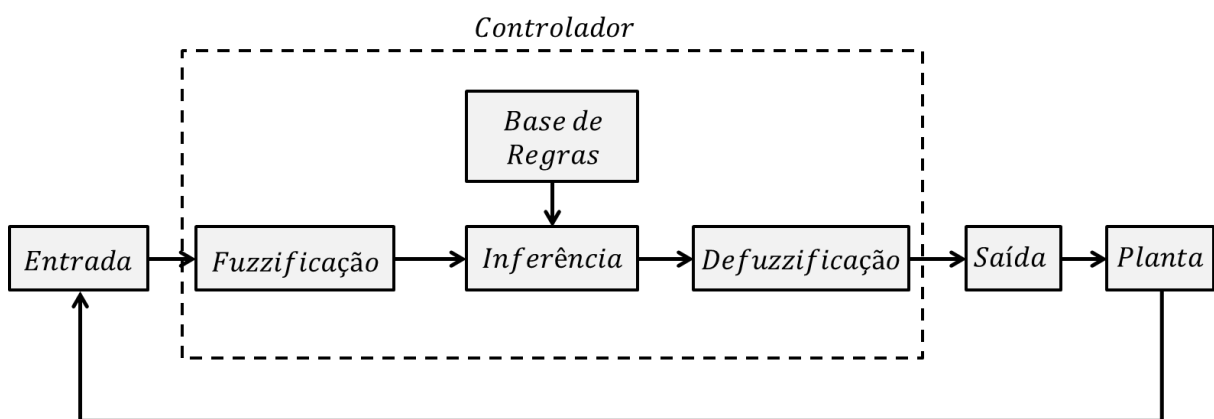 Controlador
Base de
Regras
Entrada
Fuzzificação
Inferência
Defuzzificação
Saída
Planta